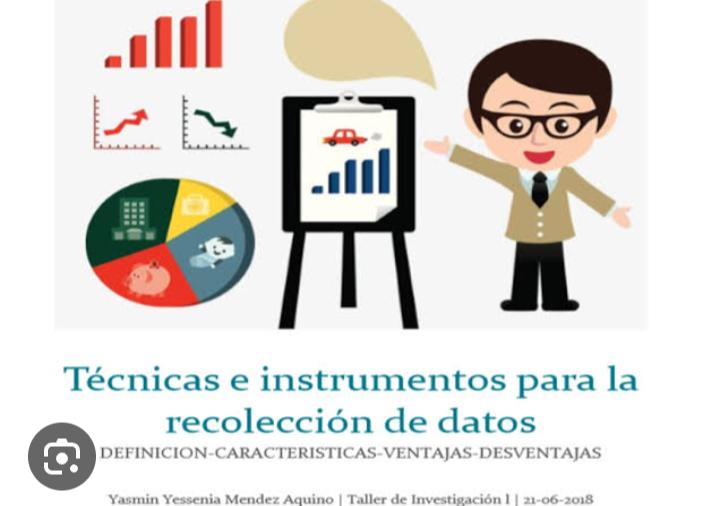 Técnicas e instrumentos para la
recolección de datos
DEFINICION-CARACTERISTICAS-VENTAJAS-DESVENTAJAS
Yasmin Yessenia Mendez Aquino | Taller de Investigación l | 21-06-2018